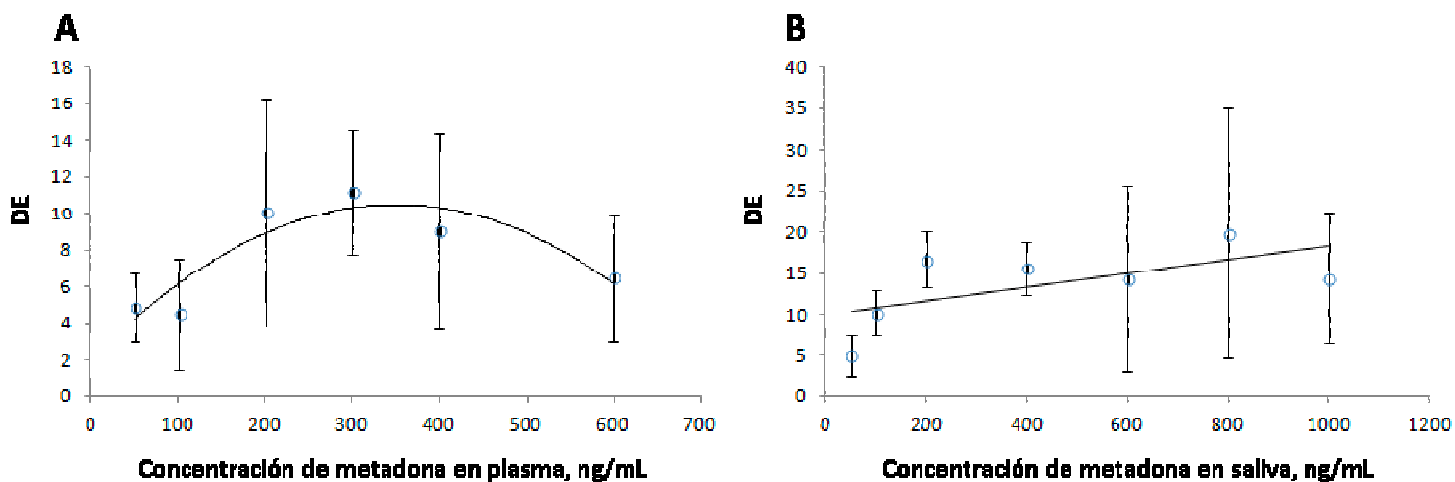 A
18
16
14
12
10
8
6
4
2
0
DE
0 100 200 300 400 500 600 700
Concentración de metadona en plasma, ng/mL
B
40
35
30
25
20
15
10
5
0
DE
0 200 400 600 800 1000 1200
Concentración de metadona en saliva, ng/mL